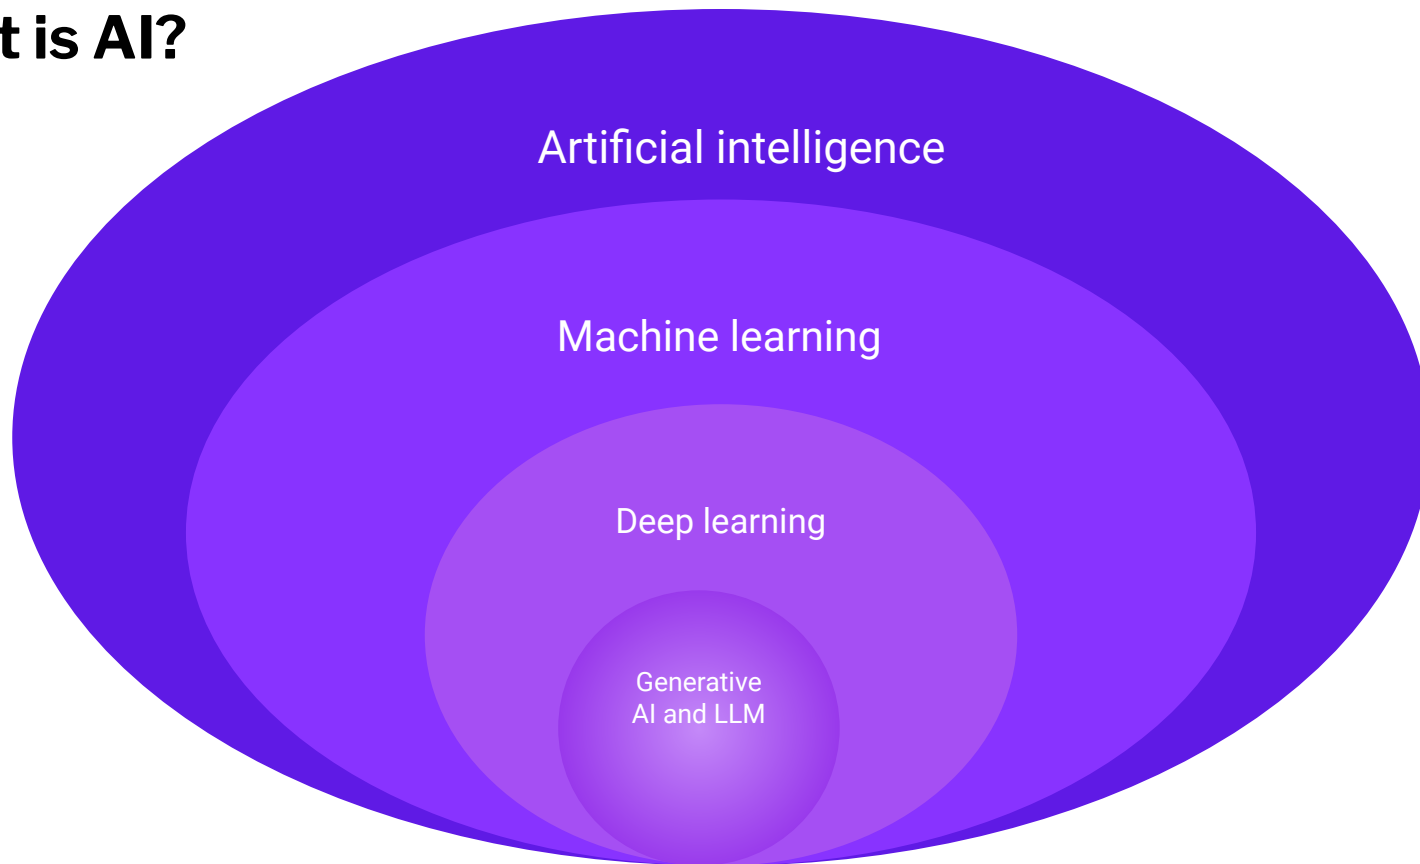 t is AI?
Artificial intelligence
Machine learning
Deep learning
Generative
AI and LLM